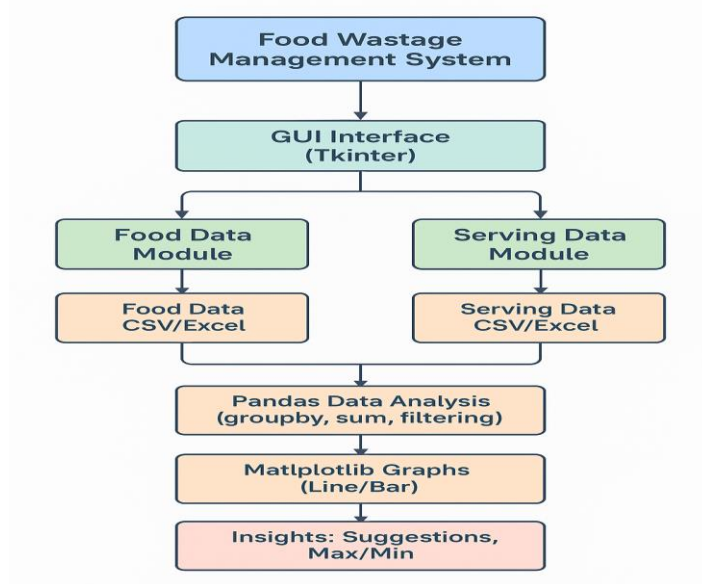 Food Wastage
Management System
GUI Interface
(Tkinter)
Food Data
Module
Serving Data
Module
Food Data
CSV/Excel
Serving Data
CSV/Excel
Pandas Data Analysis
(groupby, sum, filtering)
Matlplotlib Graphs
(Line/Bar)
Insights: Suggestions,
Max/Min